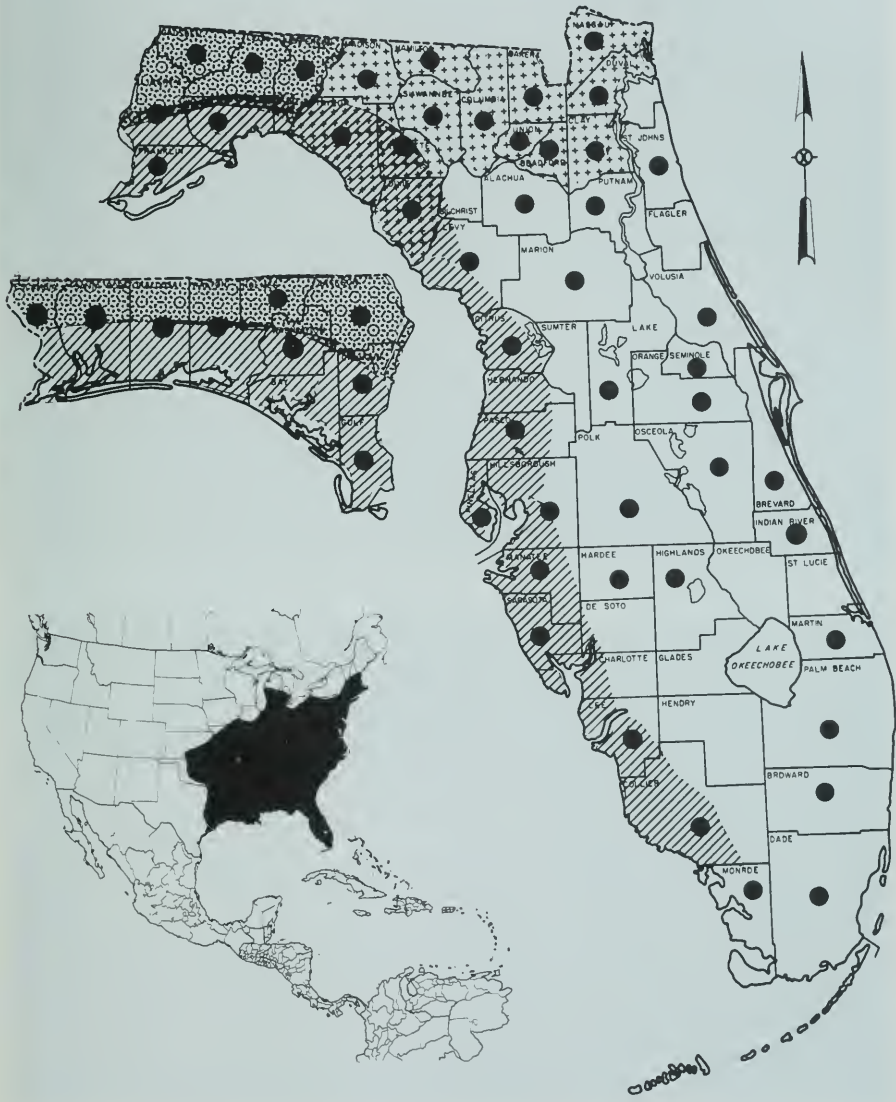 NASSAU
MADISON
HAMILTON
BAKER
DUVAL
SUWANNEE
COLUMBIA
UNION
CLAY
BRADFORD
ST JOHNS
FRANKLIN
ALACHUA
PUTNAM
GILCHRIST
FLAGLER
LEVY
MARION
VOLUSIA
CITRUS
SUMTER
LAKE
ORANGE
SEMINOLE
HERNANDO
BAY
PASCO
POLK
OSCEOLA
GULF
HILLSBOROUGH
BREVARD
INDIAN RIVER
MANATEE
HARDEE
HIGHLANDS
OKEECHOBEE
ST LUCIE
SARASOTA
DE SOTO
MARTIN
CHARLOTTE
GLADES
LAKE
OKEECHOBEE
PALM BEACH
LEE
HENDRY
COLLIER
BROWARD
DADE
MONROE